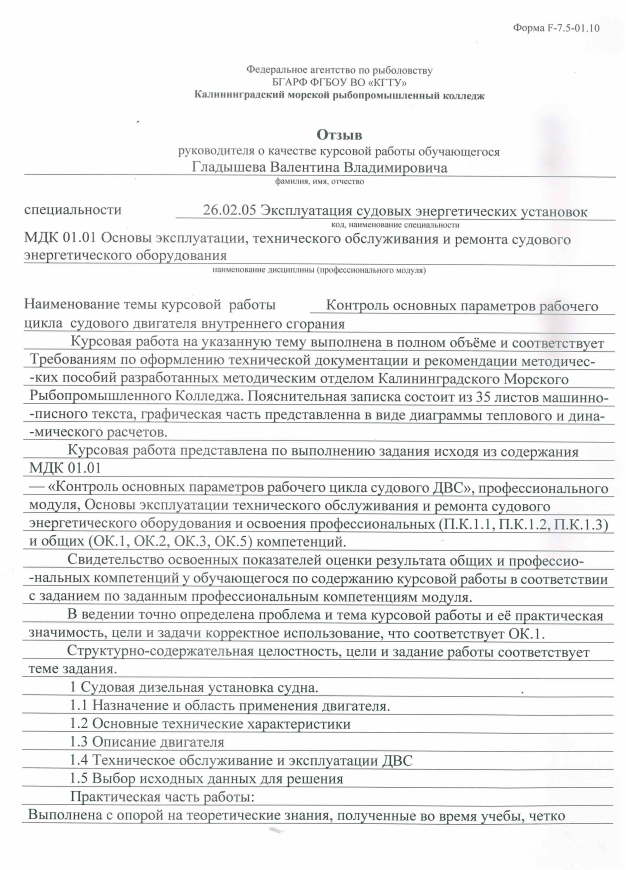 Форма F-7.5-01.10
Федеральное агентство по рыболовству
БГАРФ ФГБОУ ВО «КГТУ»
Калининградский морской рыбопромышленный колледж
Отзыв
руководителя о качестве курсовой работы обучающегося
Гладышева Валентина Владимировича
фамилия, имя, отчество
специальности 26.02.05 Эксплуатация судовых энергетических установок
код, наименование специальности
МДК 01.01 Основы эксплуатации, технического обслуживания и ремонта судового
энергетического оборудования
наименование дисциплины (профессионального модуля)
Наименование темы курсовой работы Контроль основных параметров рабочего
цикла судового двигателя внутреннего сгорания
Курсовая работа на указанную тему выполнена в полном объёме и соответствует
Требованиям по оформлению технической документации и рекомендации методичес-
-ких пособий разработанных методическим отделом Калининградского Морского
Рыбопромышленного Колледжа. Пояснительная записка состоит из 35 листов машинно-
-писного текста, графическая часть представлена в виде диаграммы теплового и дина-
-мического расчетов.
Курсовая работа представлена по выполнению задания исходя из содержания
МДК 01.01
— «Контроль основных параметров рабочего цикла судового ДВС», профессионального
модуля, Основы эксплуатации технического обслуживания и ремонта судового
энергетического оборудования и освоения профессиональных (П.К.1.1, П.К.1.2, П.К.1.3)
и общих (ОК.1, ОК.2, ОК.3, ОК.5) компетенций.
Свидетельство освоенных показателей оценки результата общих и профессио-
-нальных компетенций у обучающегося по содержанию курсовой работы в соответствии
с заданием по заданным профессиональным компетенциям модуля.
В ведении точно определена проблема и тема курсовой работы и её практическая
значимость, цели и задачи корректное использование, что соответствует ОК.1.
Структурно-содержательная целостность, цели и задание работы соответствует
теме задания.
1 Судовая дизельная установка судна.
1.1 Назначение и область применения двигателя.
1.2 Основные технические характеристики
1.3 Описание двигателя
1.4 Техническое обслуживание и эксплуатации ДВС
1.5 Выбор исходных данных для решения
Практическая часть работы:
Выполнена с опорой на теоретические знания, полученные во время учебы, четко